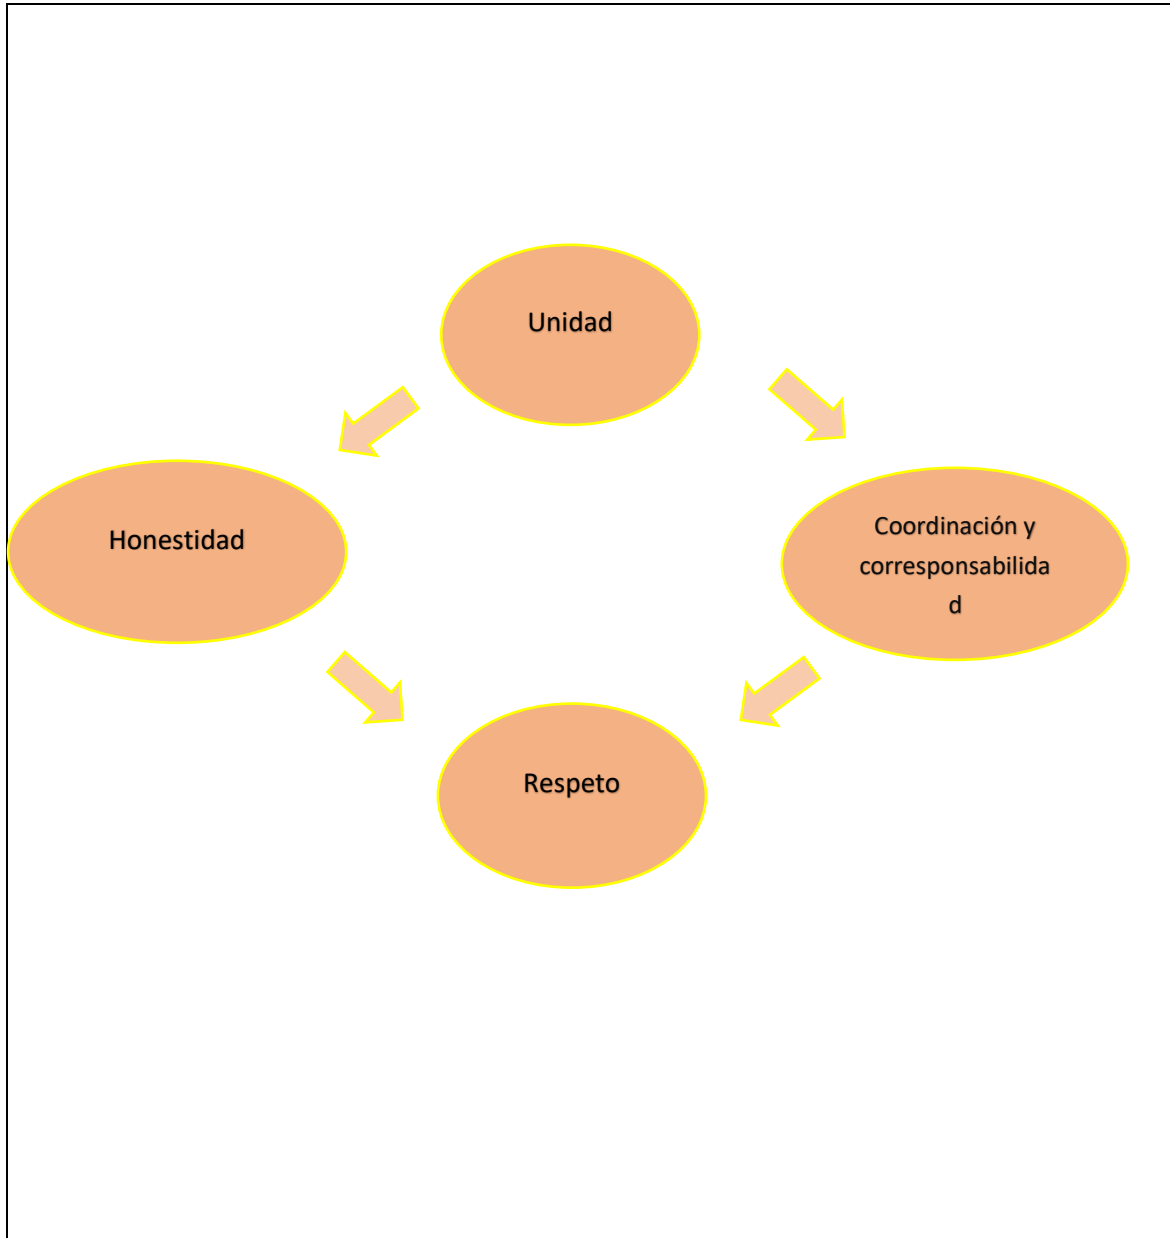 Unidad
Honestidad
Coordinación y
corresponsabilida
d
Respeto